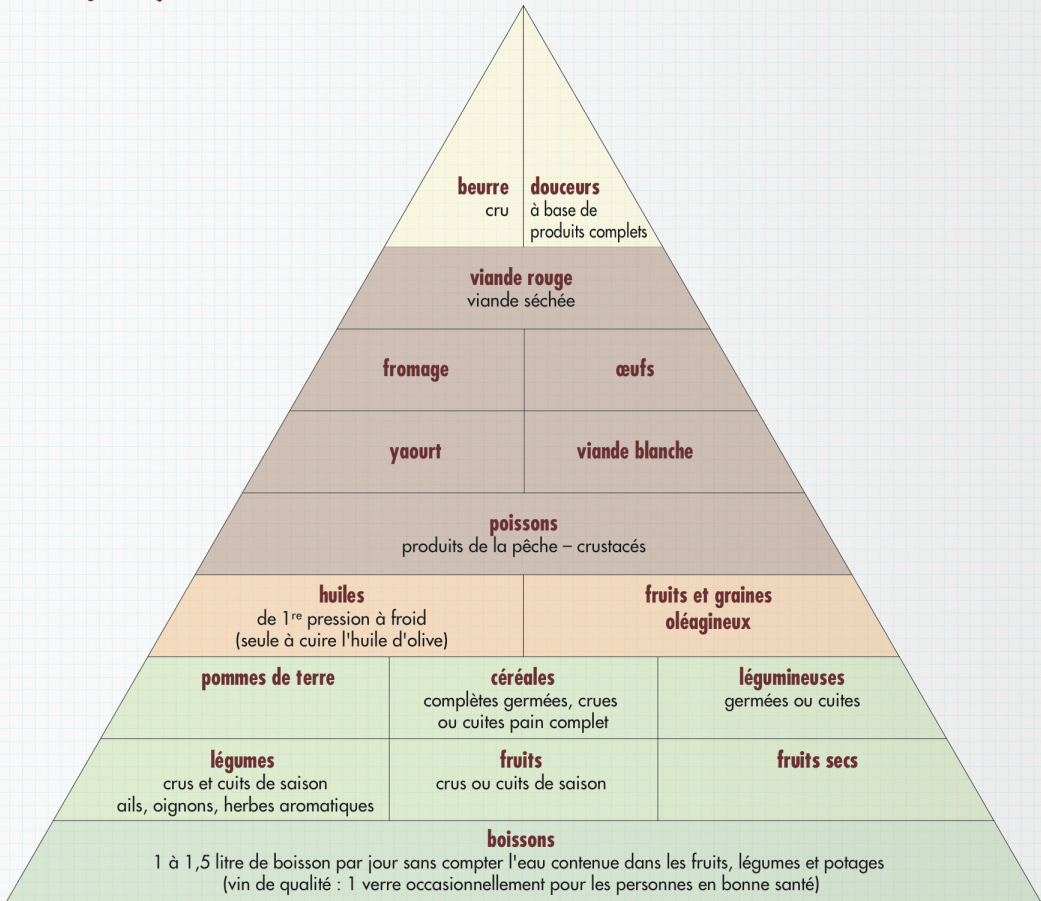 beurre
cru
douceurs
à base de
produits complets
viande rouge
viande séchée
fromage
œufs
yaourt
viande blanche
poissons
produits de la pêche – crustacés
huiles
de 1re pression à froid
(seule à cuire l'huile d'olive)
fruits et graines
oléagineux
pommes de terre
céréales
complètes germées, crues
ou cuites pain complet
légumineuses
germées ou cuites
légumes
crus et cuits de saison
ails, oignons, herbes aromatiques
fruits
crus ou cuits de saison
fruits secs
boissons
1 à 1,5 litre de boisson par jour sans compter l'eau contenue dans les fruits, légumes et potages
(vin de qualité : 1 verre occasionnellement pour les personnes en bonne santé)